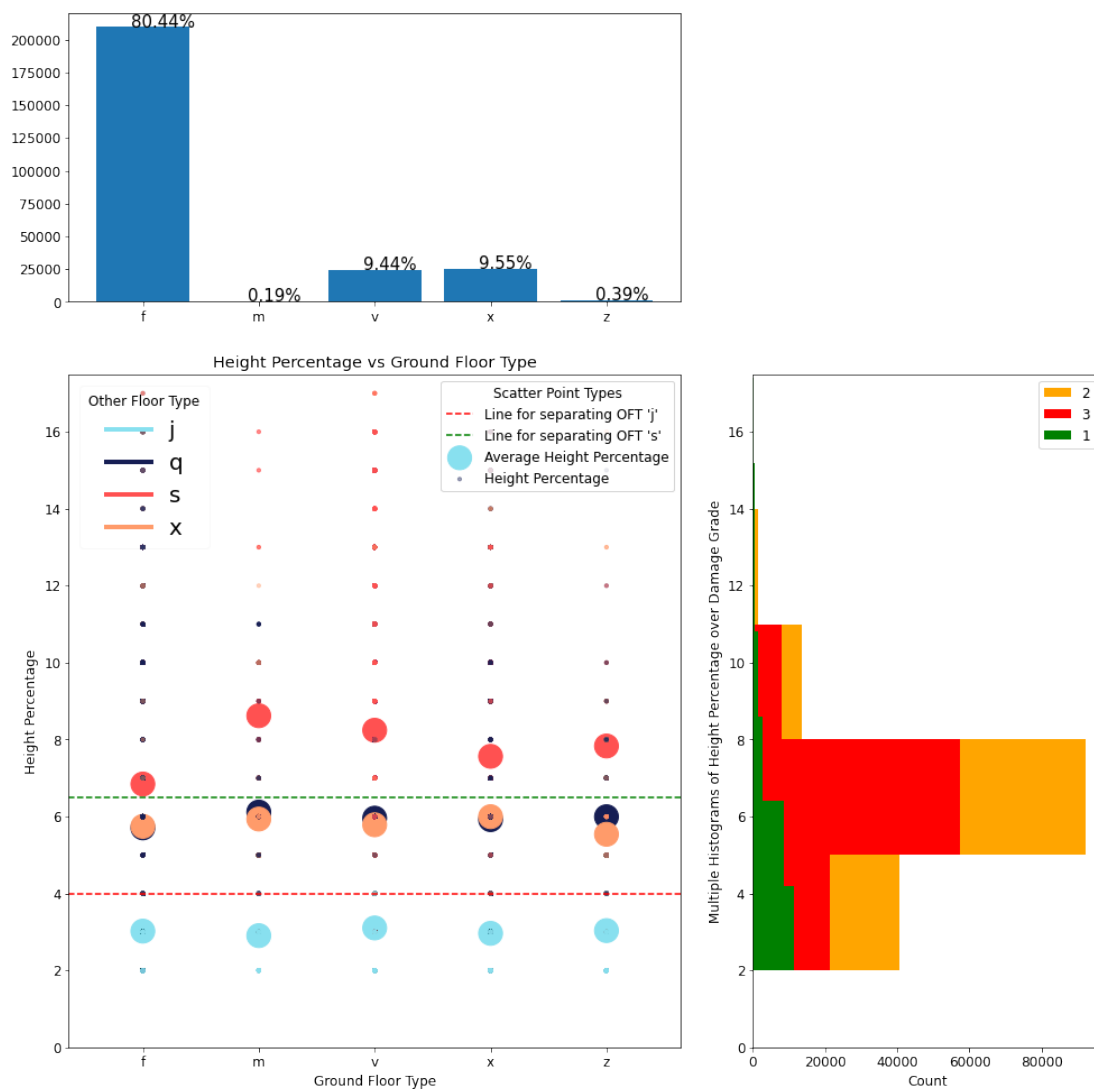 80.44%
200000
175000
150000
125000
100000
75000
50000
25000
0
0.19%
9.44%
9.55%
0.39%
f m v x z
Height Percentage vs Ground Floor Type
Other Floor Type
j
q
s
x
Scatter Point Types
Line for separating OFT 'j'
Line for separating OFT 's'
Average Height Percentage
Height Percentage
Height Percentage
16
14
12
10
8
6
4
2
0
f m v x z
Ground Floor Type
2
3
1
Multiple Histograms of Height Percentage over Damage Grade
16
14
12
10
8
6
4
2
0
0 20000 40000 60000 80000
Count